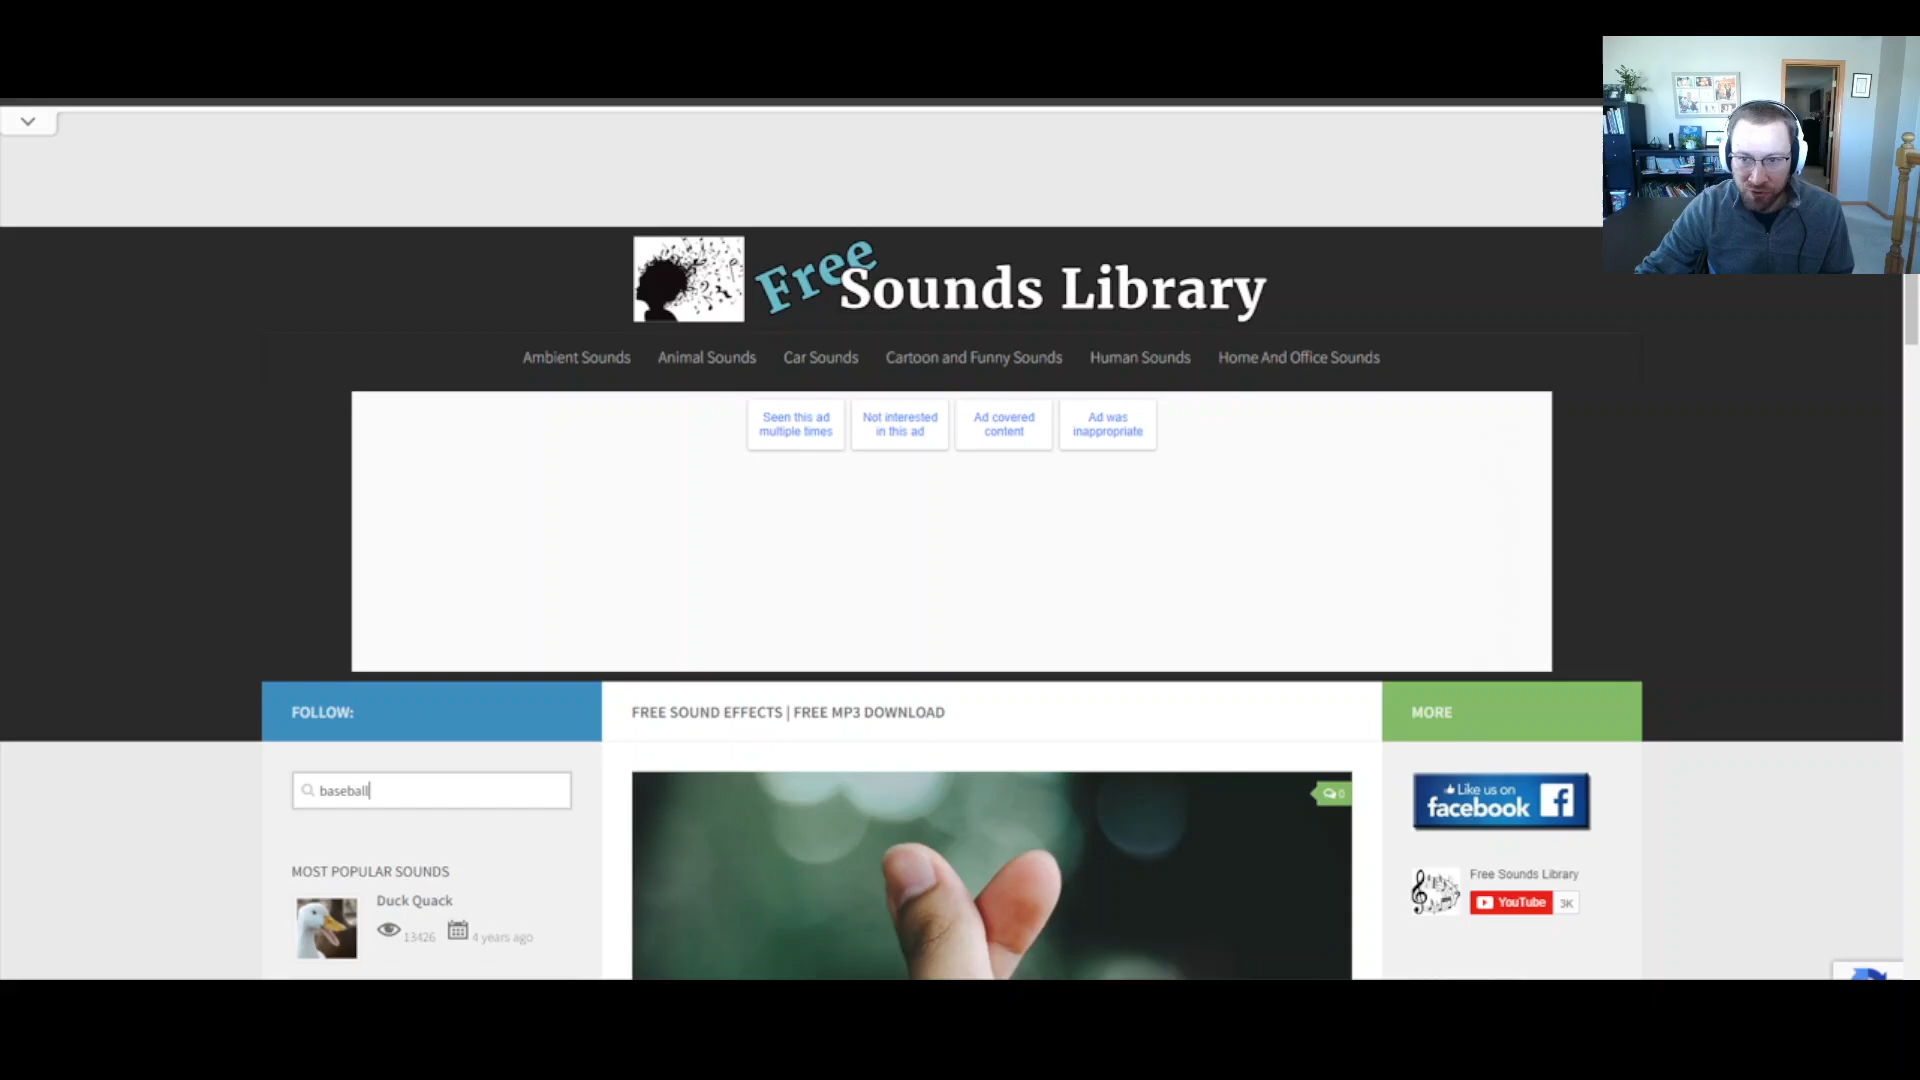 Free Sounds Library
Ambient Sounds Animal Sounds Car Sounds Cartoon and Funny Sounds Human Sounds Home And Office Sounds
Seen this ad
multiple times
Not interested
in this ad
Ad covered
content
Ad was
inappropriate
FOLLOW:
FREE SOUND EFFECTS | FREE MP3 DOWNLOAD
MORE
baseball
0
Like us on
facebook
MOST POPULAR SOUNDS
Duck Quack
13426 4 years ago
Free Sounds Library
YouTube 3K